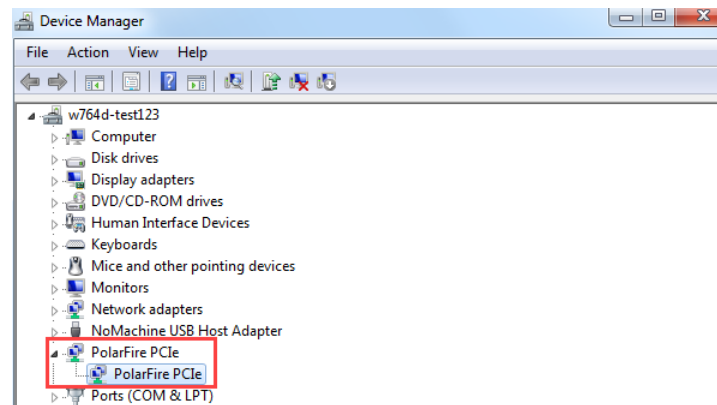 Device Manager
File Action View Help
w764d-test123
Computer
Disk drives
Display adapters
DVD/CD-ROM drives
Human Interface Devices
Keyboards
Mice and other pointing devices
Monitors
Network adapters
NoMachine USB Host Adapter
PolarFire PCIe
PolarFire PCIe
Ports (COM & LPT)